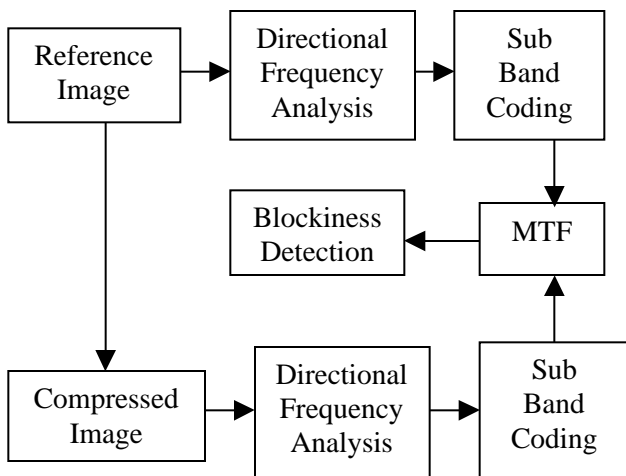 Reference
Image
Directional
Frequency
Analysis
Sub
Band
Coding
Blockiness
Detection
MTF
Compressed
Image
Directional
Frequency
Analysis
Sub
Band
Coding